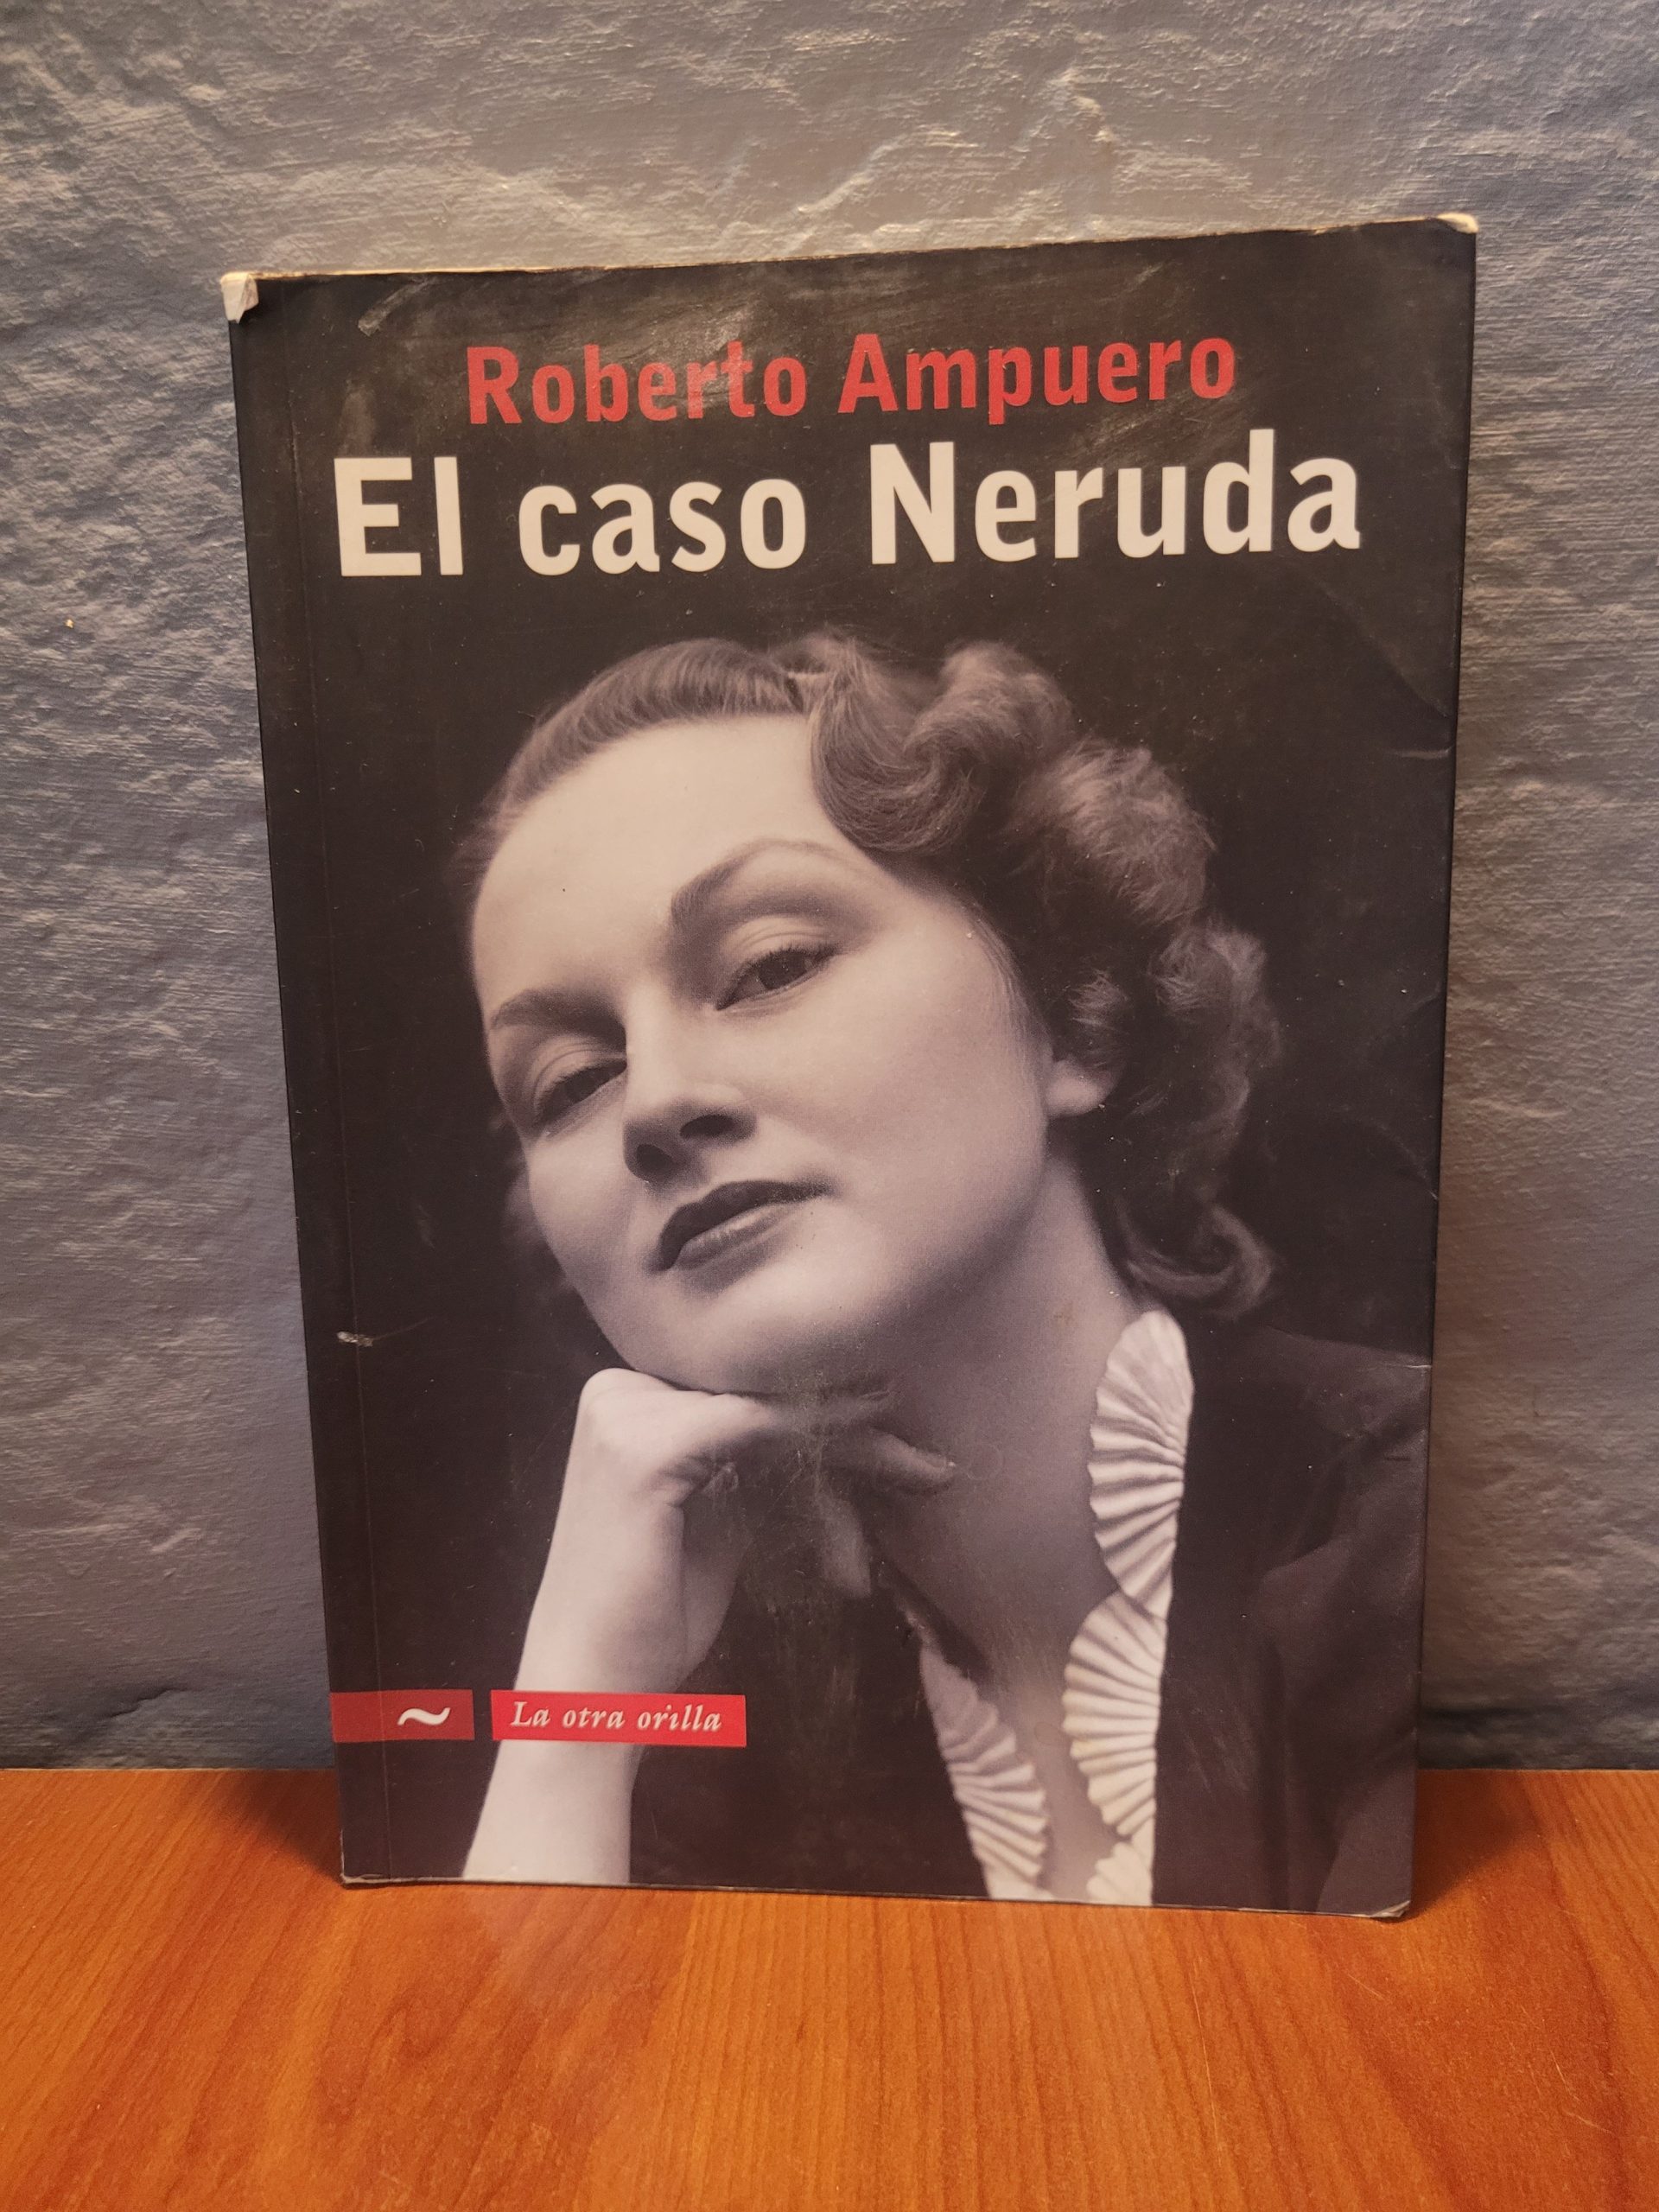 Roberto Ampuero
El caso Neruda
~ La otra orilla